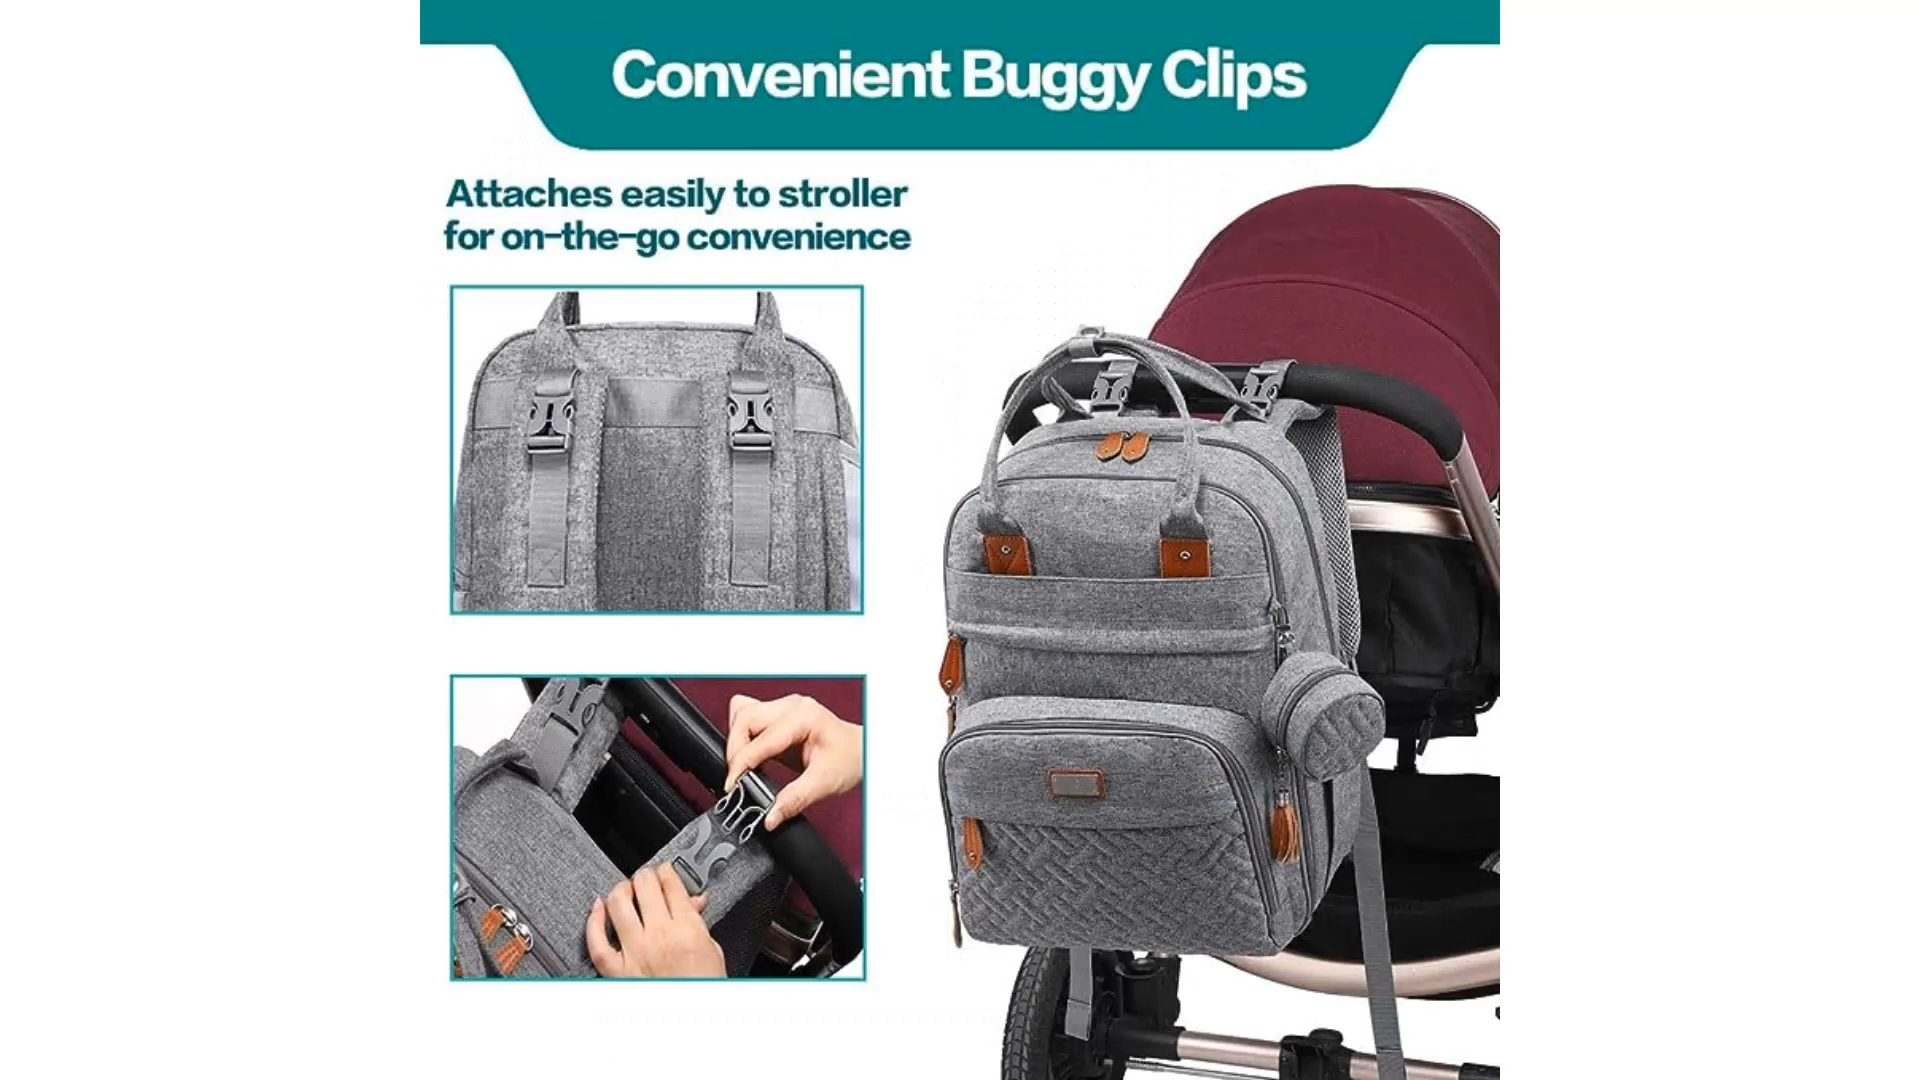 Convenient Buggy Clips
Attaches easily to stroller
for on-the-go convenience